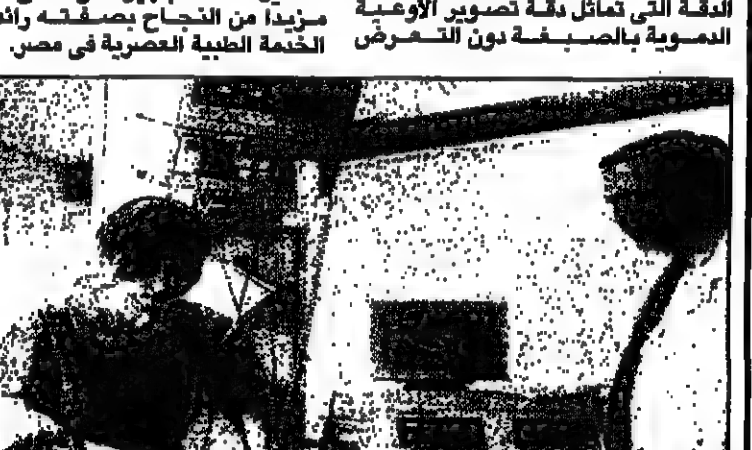 الدقة التى تماثل دقة تصوير الأوعية
الدموية بالصبغة دون التعرض
مزيداً من النجاح بصفته رائد
الخدمة الطبية العصرية فى مصر.